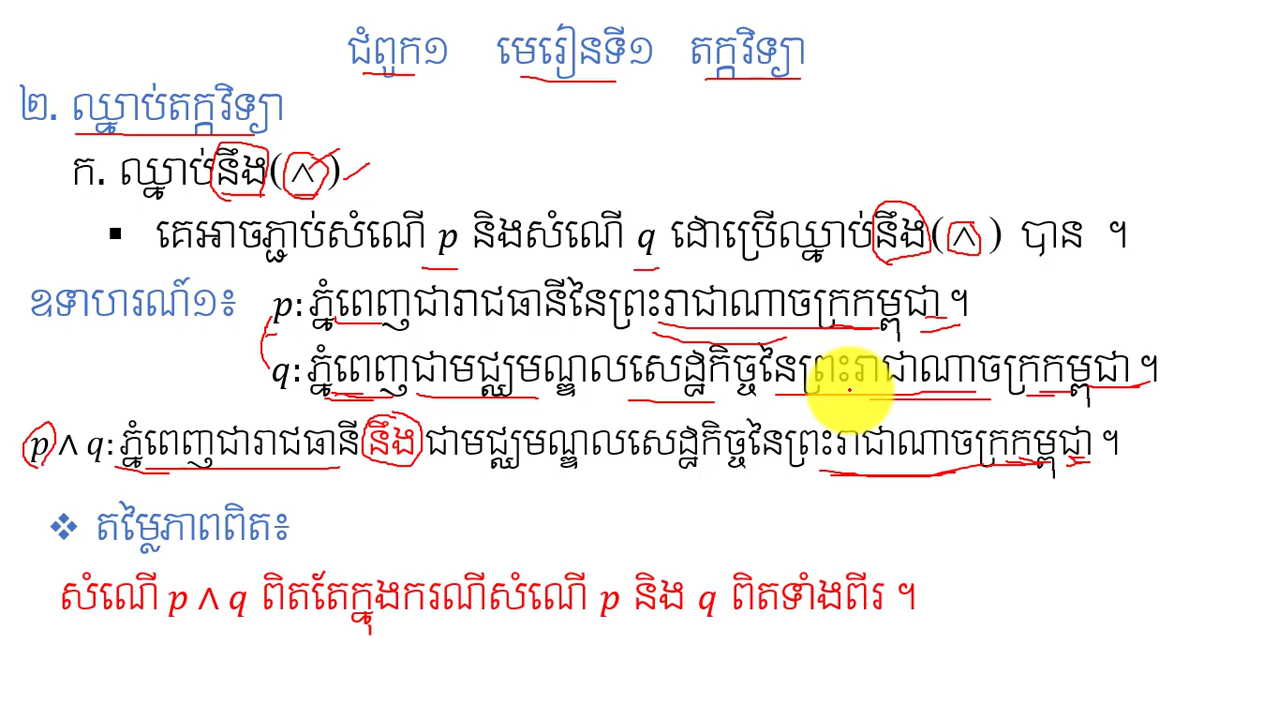 ជំពូក១ មេរៀនទី១ តក្កវិទ្យា
២. ឈ្នាប់តក្កវិទ្យា
ក. ឈ្នាប់នឹង(∧)
▪ គេអាចភ្ជាប់សំណើ p និងសំណើ q ដោប្រើឈ្នាប់នឹង(∧) បាន ។
ឧទាហរណ៍១៖ p:ភ្នំពេញជារាជធានីនៃព្រះរាជាណាចក្រកម្ពុជា ។
q:ភ្នំពេញជាមជ្ឈមណ្ឌលសេដ្ឋកិច្ចនៃព្រះរាជាណាចក្រកម្ពុជា ។
p ∧ q:ភ្នំពេញជារាជធានី នឹង ជាមជ្ឈមណ្ឌលសេដ្ឋកិច្ចនៃព្រះរាជាណាចក្រកម្ពុជា ។
❖ តម្លៃភាពពិត៖
សំណើ p ∧ q ពិតតែក្នុងករណីសំណើ p និង q ពិតទាំងពីរ ។